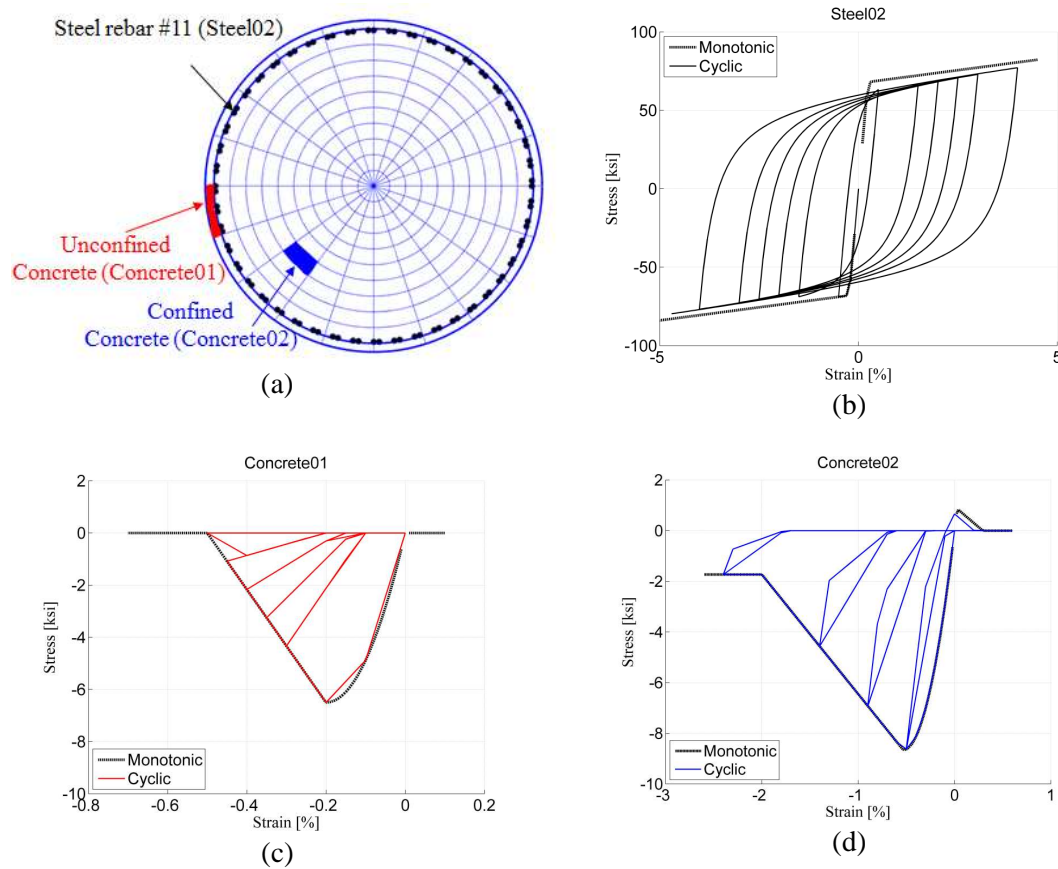 Steel rebar #11 (Steel02)
Unconfined
Concrete (Concrete01)
Confined
Concrete (Concrete02)
(a)
Steel02
Monotonic
Cyclic
100
50
0
-50
-100
Stress [ksi]
-5
0
5
Strain [%]
(b)
Concrete01
2
0
-2
-4
-6
-8
-10
Stress [ksi]
Monotonic
Cyclic
-0.8
-0.6
-0.4
-0.2
0
0.2
Strain [%]
(c)
Concrete02
2
0
-2
-4
-6
-8
-10
Stress [ksi]
Monotonic
Cyclic
-3
-2
-1
0
1
Strain [%]
(d)